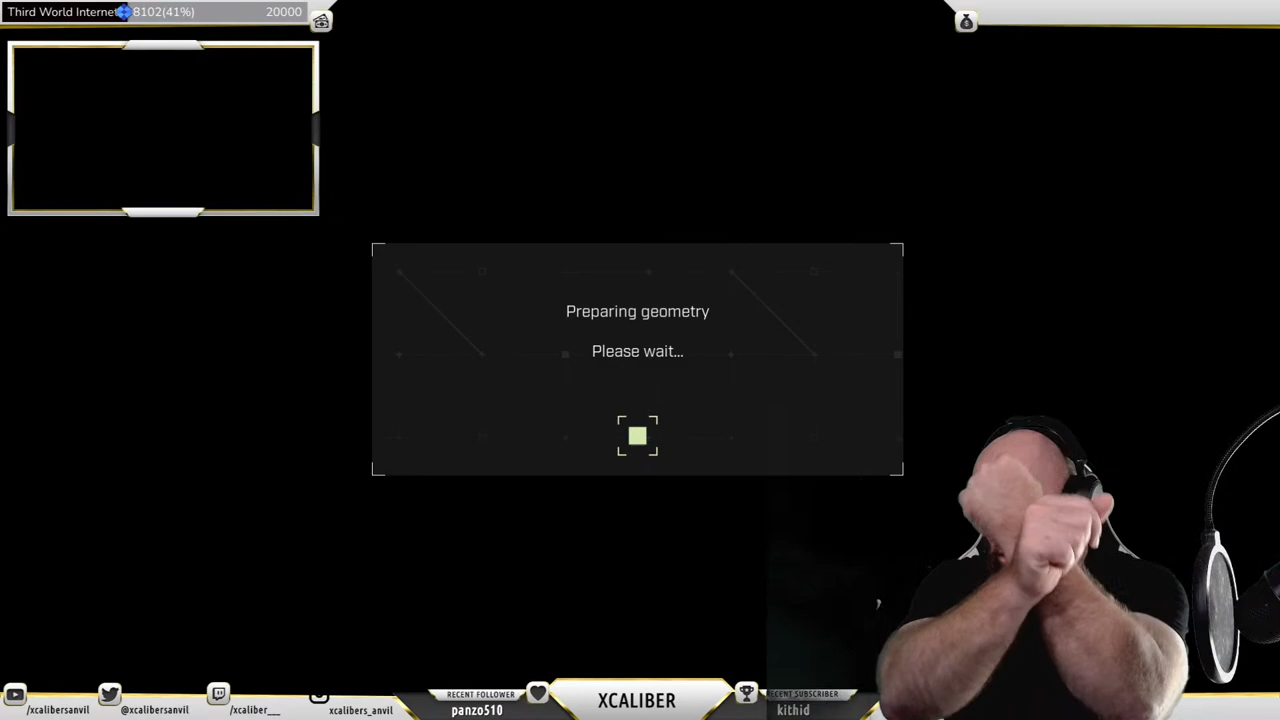 Third World Internet 8102(41%) 20000
Preparing geometry
Please wait...
RECENT FOLLOWER
panzo510
XCALIBER
RECENT SUBSCRIBER
kithid
/xcalibersanvil
@xcalibersanvil
/xcaliber___
xcalibers_anvil